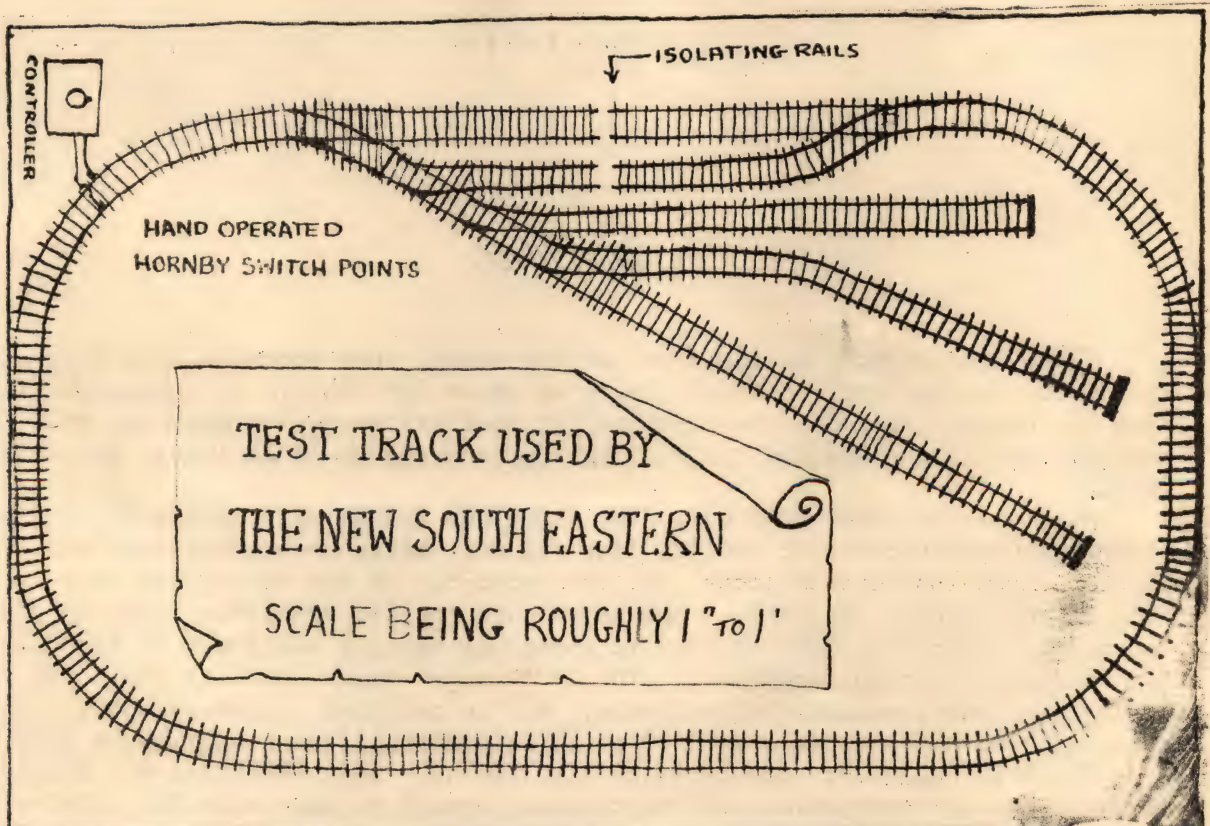 ISOLATING RAILS
CONTROLLER
HAND OPERATED
HORNBY SWITCH POINTS
TEST TRACK USED BY
THE NEW SOUTH EASTERN
SCALE BEING ROUGHLY 1" TO 1'